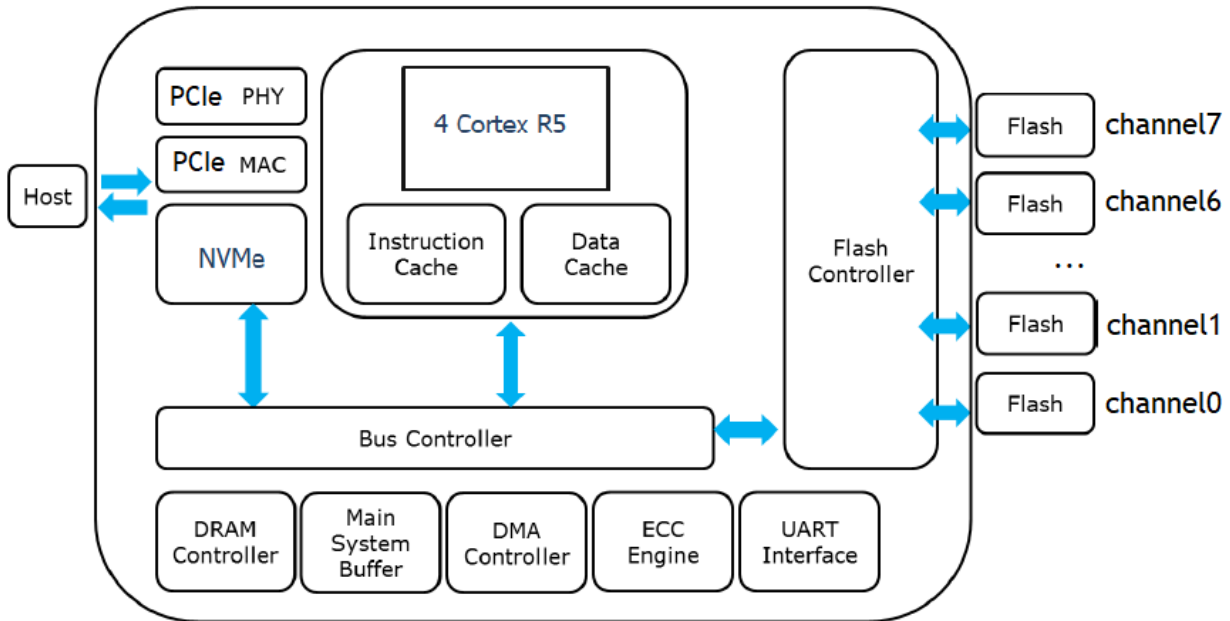 PCIe PHY
4 Cortex R5
Flash
channel7
PCIe MAC
Host
Flash
channel6
NVMe
Instruction
Cache
Data
Cache
Flash
Controller
...
Flash
channel1
Flash
channel0
Bus Controller
DRAM
Controller
Main
System
Buffer
DMA
Controller
ECC
Engine
UART
Interface